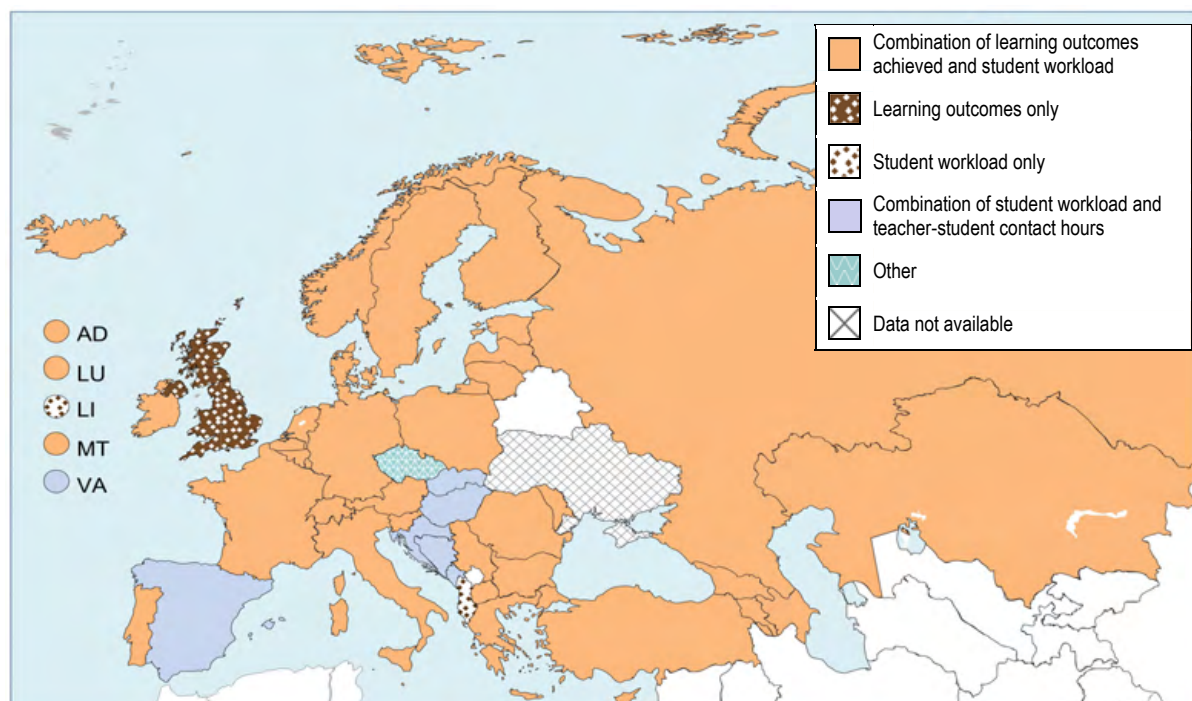 Combination of learning outcomes
achieved and student workload
Learning outcomes only
Student workload only
Combination of student workload and
teacher-student contact hours
Other
Data not available
AD
LU
LI
MT
VA